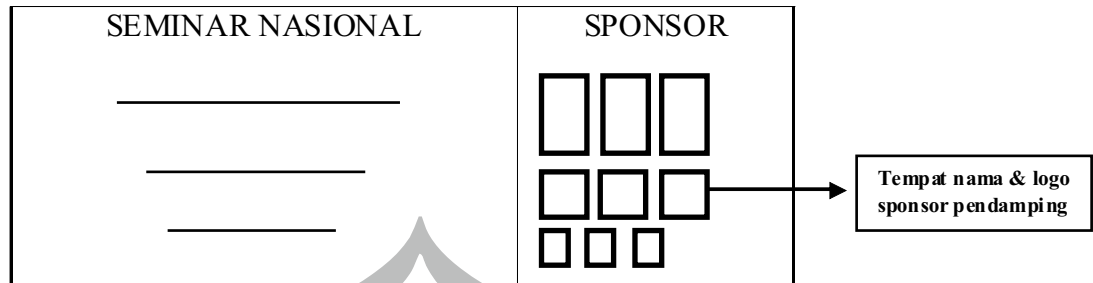 SEMINAR NASIONAL
SPONSOR
Tempat nama & logo
sponsor pendamping